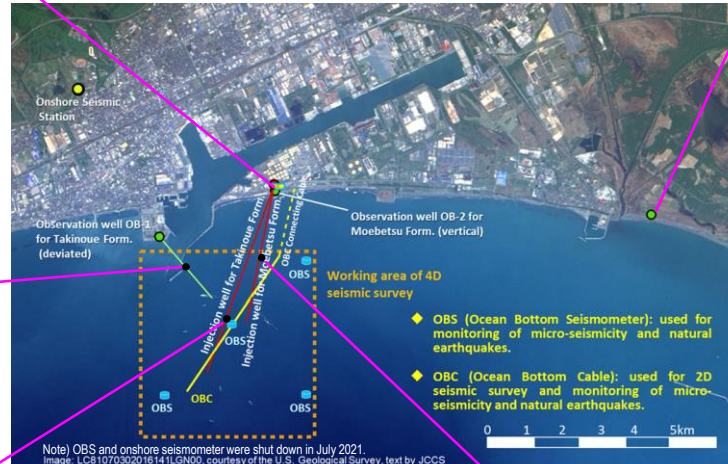 Onshore Seismic
Station
Observation well OB-1
for Takinoue Form.
(deviated)
Injection well for Takinoue Form.
Injection well for Moebetsu Form.
OBC Connecting Cable
Observation well OB-2 for
Moebetsu Form. (vertical)
OBS
Working area of 4D
seismic survey
OBS
OBC
OBS
OBS
◆ OBS (Ocean Bottom Seismometer): used for
monitoring of micro-seismicity and natural
earthquakes.
◆ OBC (Ocean Bottom Cable): used for 2D
seismic survey and monitoring of micro-
seismicity and natural earthquakes.
0 1 2 3 4 5km
Note) OBS and onshore seismometer were shut down in July 2021.
Image: LC81070302016141LGN00, courtesy of the U.S. Geological Survey, text by JCCS